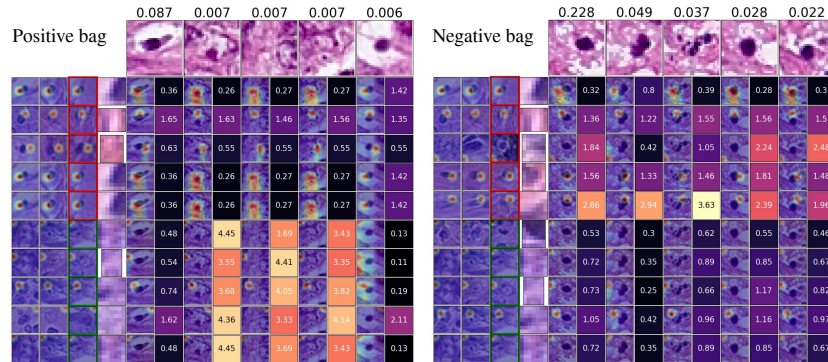 0.087 0.007 0.007 0.007 0.006
Positive bag
0.36 0.26 0.27 0.27 1.42
1.65 1.63 1.46 1.56 1.35
0.63 0.55 0.55 0.55 0.55
0.36 0.26 0.27 0.27 1.42
0.36 0.26 0.27 0.27 1.42
0.48 4.45 3.69 3.43 0.13
0.54 3.55 4.41 3.35 0.11
0.74 3.68 4.05 3.82 0.19
1.62 4.36 3.33 4.14 2.11
0.48 4.45 3.69 3.43 0.13
0.228 0.049 0.037 0.028 0.022
Negative bag
0.32 0.8 0.39 0.28 0.3
1.36 1.22 1.55 1.56 1.5
1.84 0.42 1.05 2.24 2.48
1.56 1.33 1.46 1.81 1.48
2.86 2.94 3.63 2.39 1.96
0.53 0.3 0.62 0.55 0.46
0.72 0.35 0.89 0.85 0.67
0.73 0.25 0.66 1.17 0.82
1.05 0.42 0.96 1.16 0.97
0.72 0.35 0.89 0.85 0.67